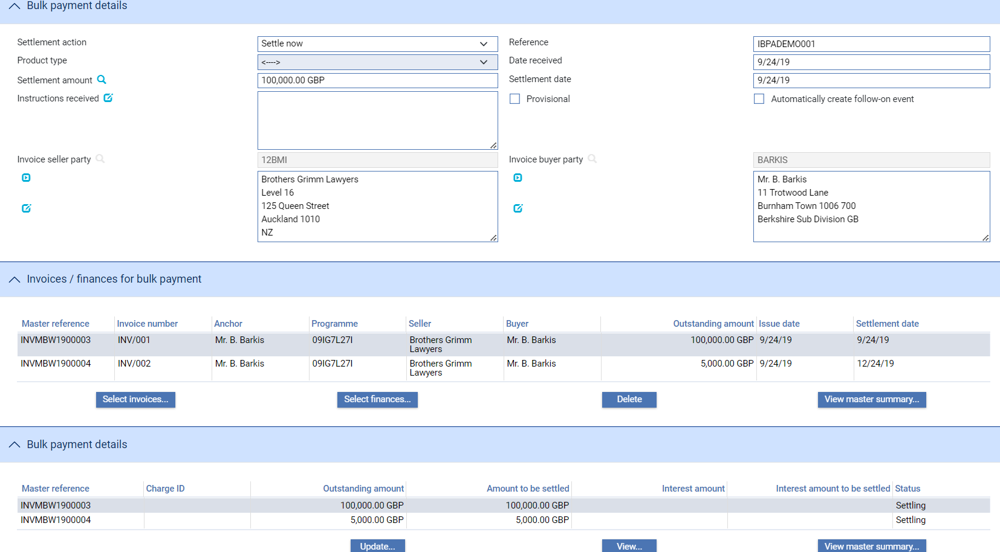 Bulk payment details
Settlement action Settle now Reference IBPADEMO001
Product type <----> Date received 9/24/19
Settlement amount 100,000.00 GBP Settlement date 9/24/19
Instructions received Provisional Automatically create follow-on event
Invoice seller party 12BMI Invoice buyer party BARKIS
Brothers Grimm Lawyers Mr. B. Barkis
Level 16 11 Trotwood Lane
125 Queen Street Burnham Town 1006 700
Auckland 1010 Berkshire Sub Division GB
NZ
Invoices / finances for bulk payment
Master reference Invoice number Anchor Programme Seller Buyer Outstanding amount Issue date Settlement date
INVMBW1900003 INV/001 Mr. B. Barkis 09IG7L27I Brothers Grimm Mr. B. Barkis 100,000.00 GBP 9/24/19 9/24/19
Lawyers
INVMBW1900004 INV/002 Mr. B. Barkis 09IG7L27I Brothers Grimm Mr. B. Barkis 5,000.00 GBP 9/24/19 12/24/19
Lawyers
Select invoices... Select finances... Delete View master summary...
Bulk payment details
Master reference Charge ID Outstanding amount Amount to be settled Interest amount Interest amount to be settled Status
INVMBW1900003 100,000.00 GBP 100,000.00 GBP Settling
INVMBW1900004 5,000.00 GBP 5,000.00 GBP Settling
Update... View... View master summary...